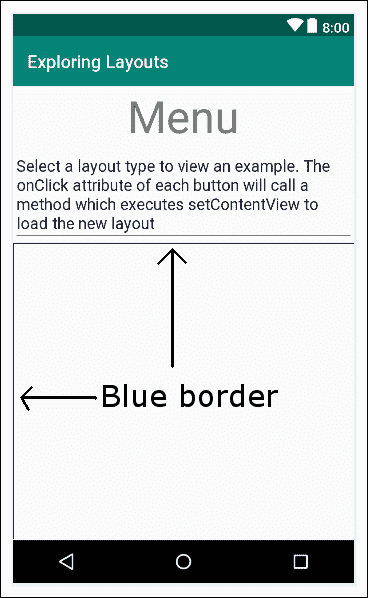 8:00
Exploring Layouts
Menu
Select a layout type to view an example. The
onClick attribute of each button will call a
method which executes setContentView to
load the new layout
Blue border